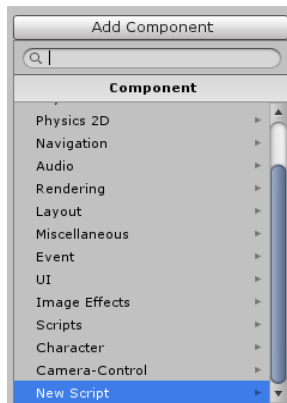 Add Component
Component
Physics 2D
Navigation
Audio
Rendering
Layout
Miscellaneous
Event
UI
Image Effects
Scripts
Character
Camera-Control
New Script